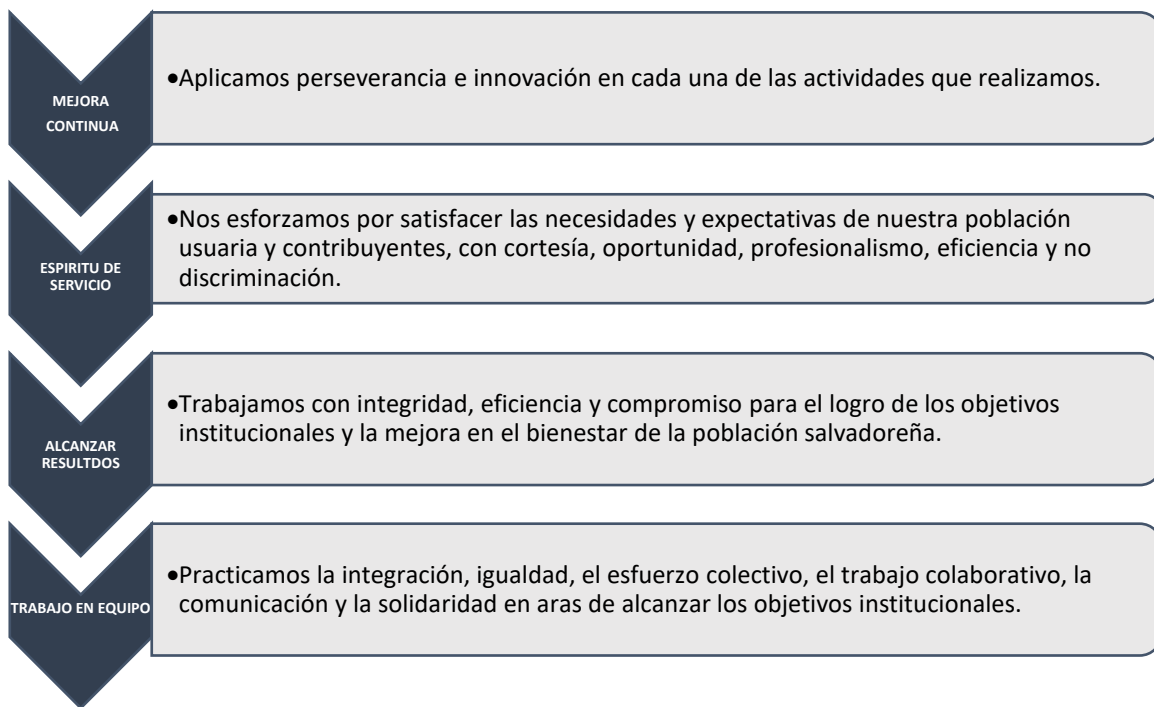 MEJORA
CONTINUA
•Aplicamos perseverancia e innovación en cada una de las actividades que realizamos.
ESPIRITU DE
SERVICIO
•Nos esforzamos por satisfacer las necesidades y expectativas de nuestra población
usuaria y contribuyentes, con cortesía, oportunidad, profesionalismo, eficiencia y no
discriminación.
ALCANZAR
RESULTDOS
•Trabajamos con integridad, eficiencia y compromiso para el logro de los objetivos
institucionales y la mejora en el bienestar de la población salvadoreña.
TRABAJO EN EQUIPO
•Practicamos la integración, igualdad, el esfuerzo colectivo, el trabajo colaborativo, la
comunicación y la solidaridad en aras de alcanzar los objetivos institucionales.